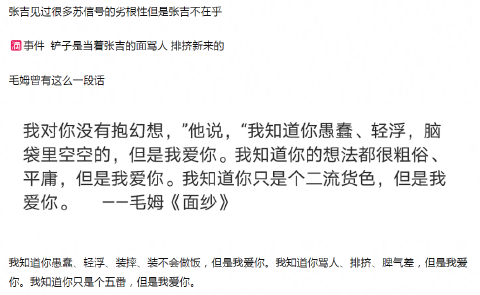 张吉见过很多苏信号的劣根性但是张吉不在乎
酒事件 铲子是当着张吉的面骂人 排挤新来的
毛姆曾有这么一段话
我对你没有抱幻想，”他说，“我知道你愚蠢、轻浮，脑
袋里空空的，但是我爱你。我知道你的想法都很粗俗、
平庸，但是我爱你。我知道你只是个二流货色，但是我
爱你。 ——毛姆《面纱》
我知道你愚蠢、轻浮、装摔、装不会做饭，但是我爱你。我知道你骂人、排挤、脾气差，但是我爱
你。我知道你只是个五番，但是我爱你。